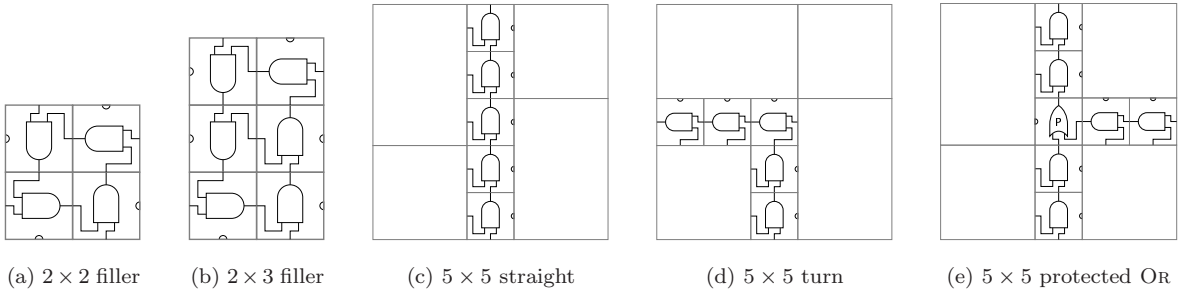 P
(a) 2 × 2 filler
(b) 2 × 3 filler
(c) 5 × 5 straight
(d) 5 × 5 turn
(e) 5 × 5 protected OR